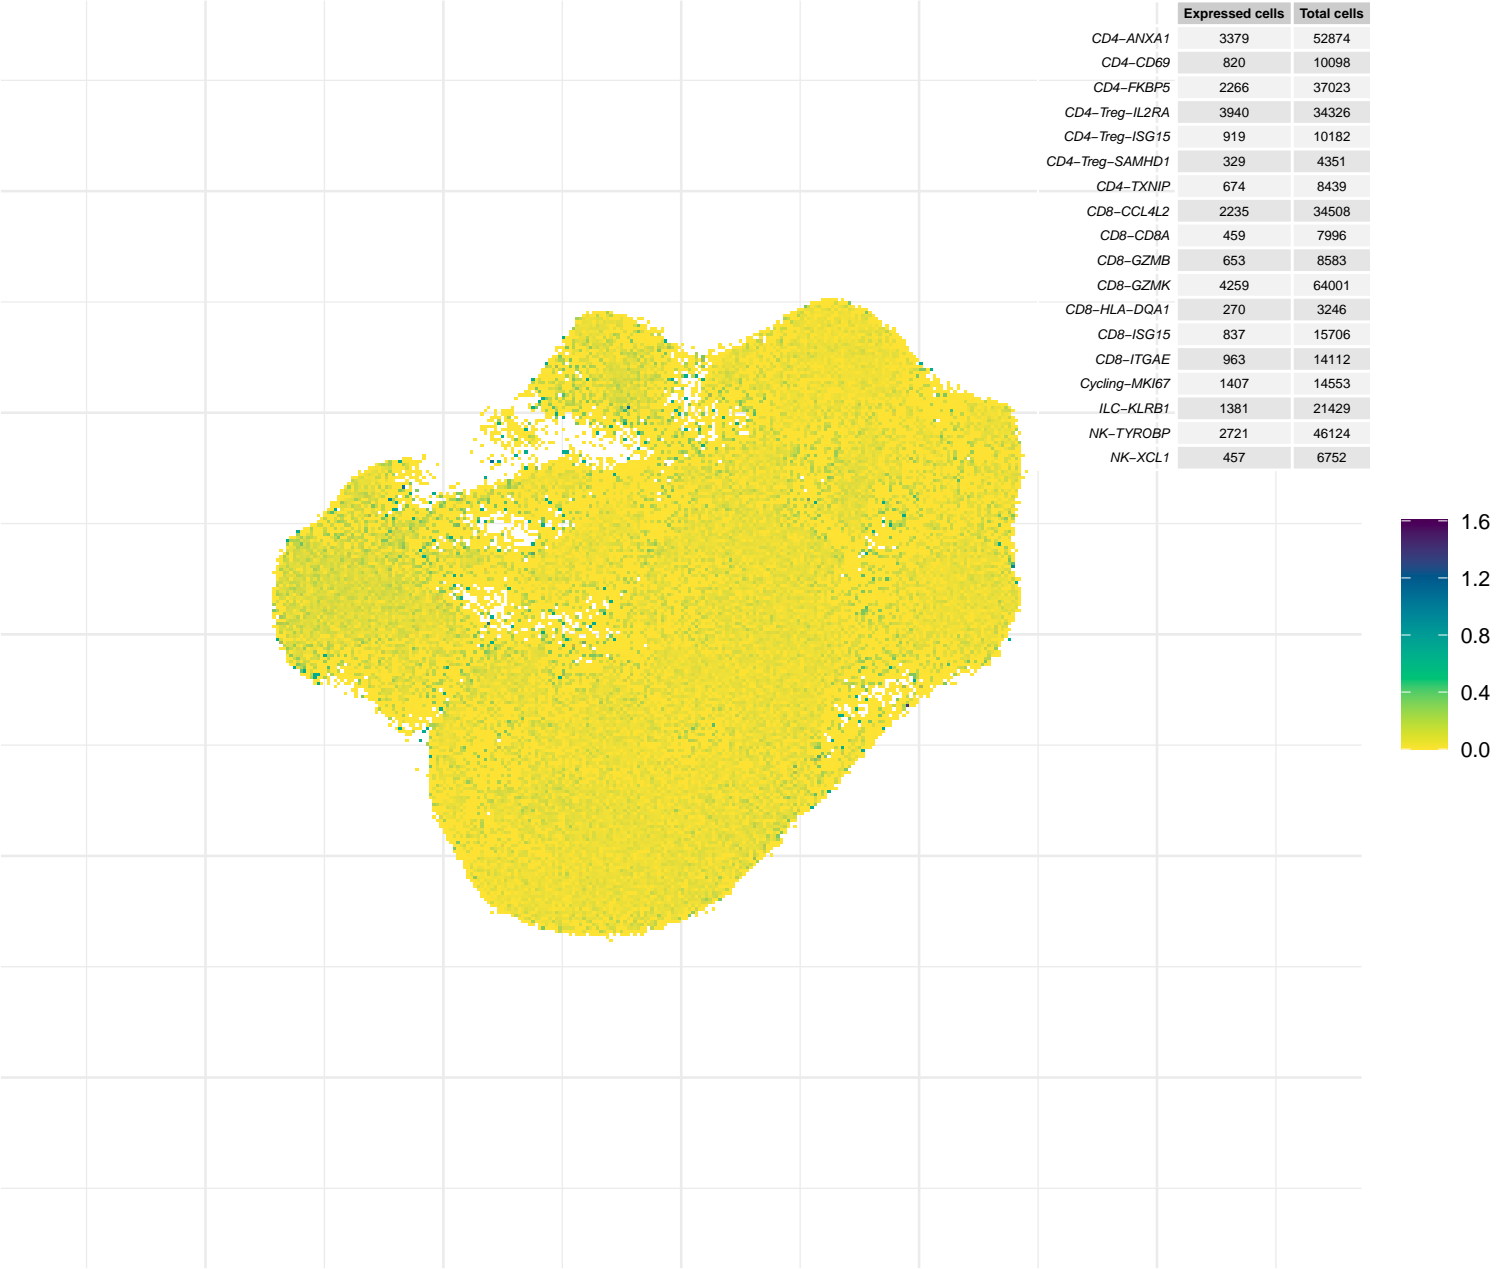 Expressed cells Total cells
CD4−ANXA1 3379 52874
CD4−CD69 820 10098
CD4−FKBP5 2266 37023
CD4−Treg−IL2RA 3940 34326
CD4−Treg−ISG15 919 10182
CD4−Treg−SAMHD1 329 4351
CD4−TXNIP 674 8439
CD8−CCL4L2 2235 34508
CD8−CD8A 459 7996
CD8−GZMB 653 8583
CD8−GZMK 4259 64001
CD8−HLA−DQA1 270 3246
CD8−ISG15 837 15706
CD8−ITGAE 963 14112
Cycling−MKI67 1407 14553
ILC−KLRB1 1381 21429
NK−TYROBP 2721 46124
NK−XCL1 457 6752
1.6
1.2
0.8
0.4
0.0